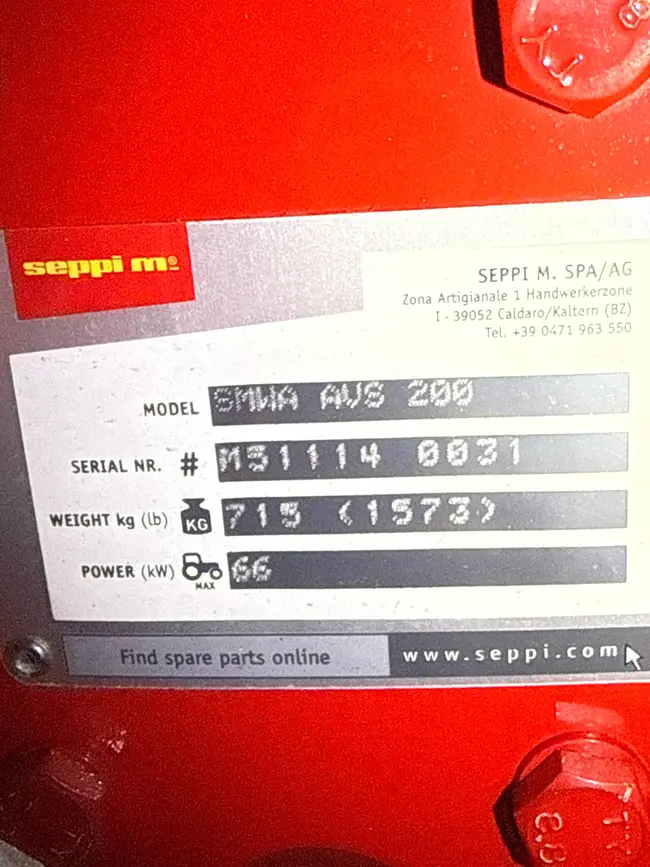 seppi m®
SEPPI M. SPA/AG
Zona Artigianale 1 Handwerkerzone
I - 39052 Caldaro/Kaltern (BZ)
Tel. +39 0471 963 550
MODEL SMWA AVS 200
SERIAL NR. # M51114 0031
WEIGHT kg (lb) KG 715 (1573)
POWER (kW) MAX 66
Find spare parts online www.seppi.com
8.8